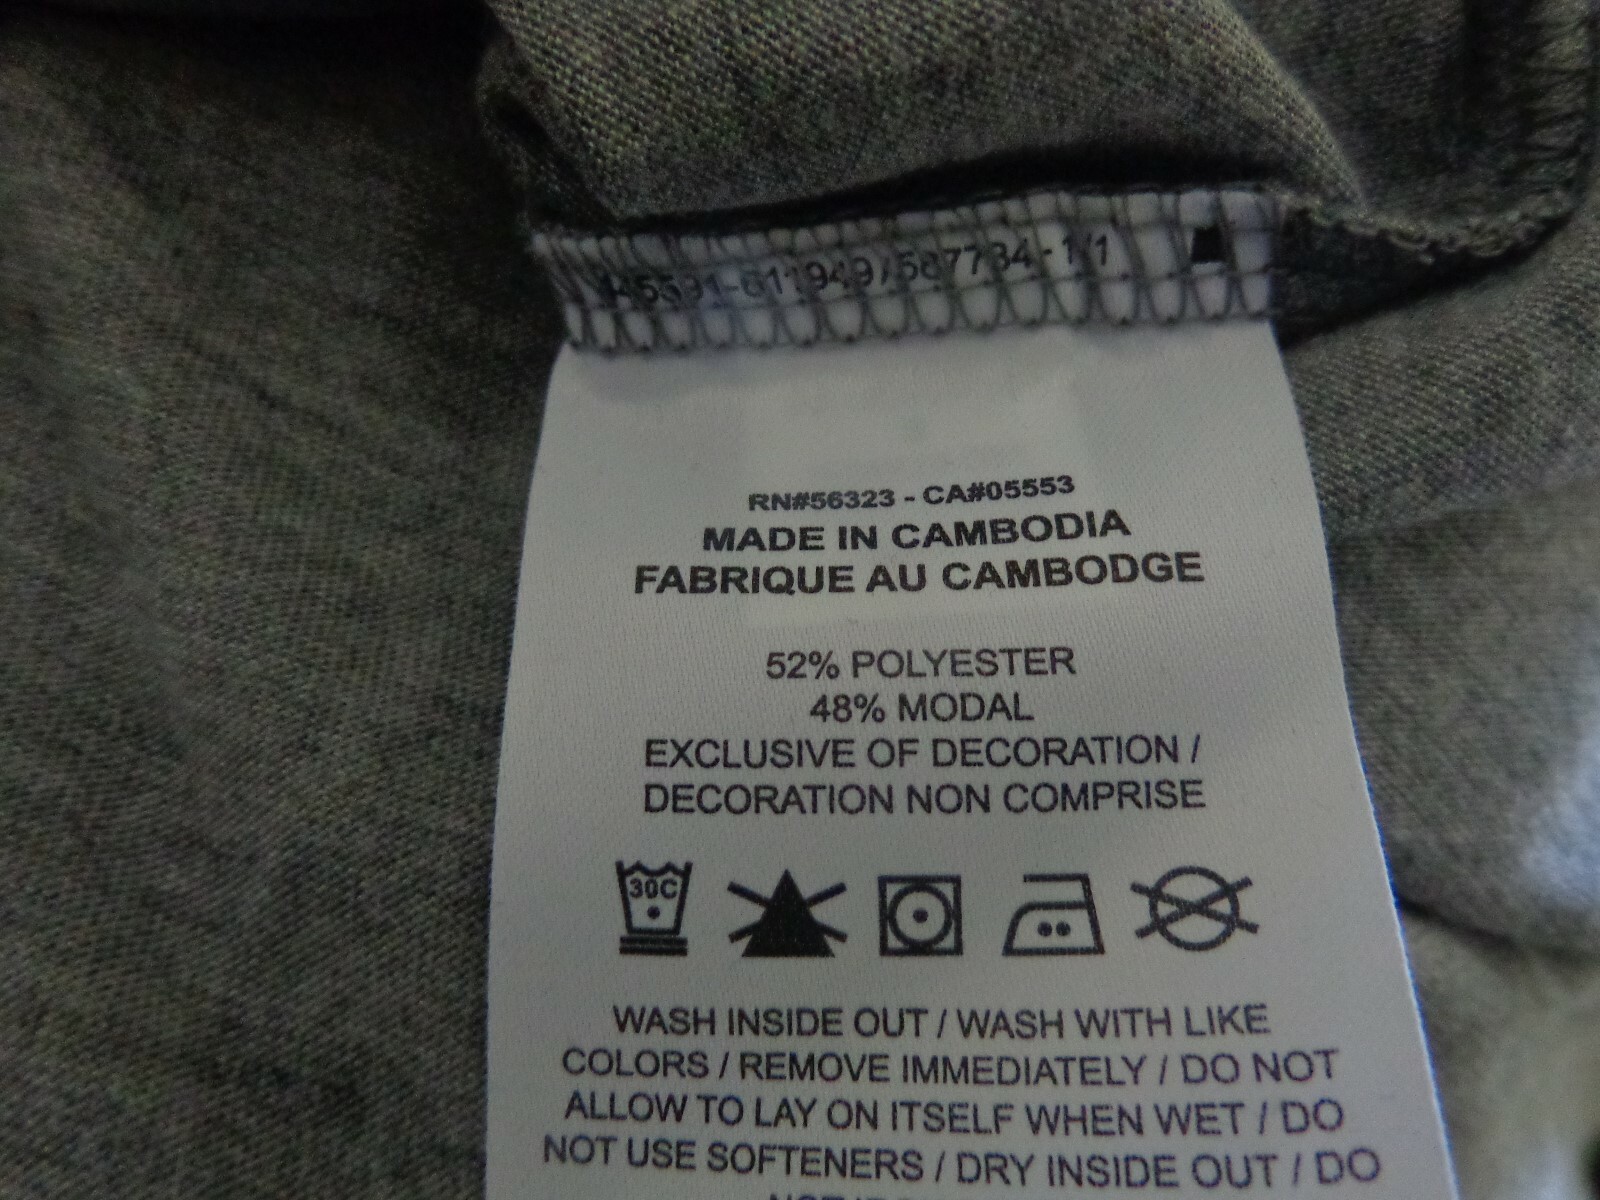 RN#56323 - CA#05553
MADE IN CAMBODIA
FABRIQUE AU CAMBODGE
52% POLYESTER
48% MODAL
EXCLUSIVE OF DECORATION /
DECORATION NON COMPRISE
30C
WASH INSIDE OUT / WASH WITH LIKE
COLORS / REMOVE IMMEDIATELY / DO NOT
ALLOW TO LAY ON ITSELF WHEN WET / DO
NOT USE SOFTENERS / DRY INSIDE OUT / DO